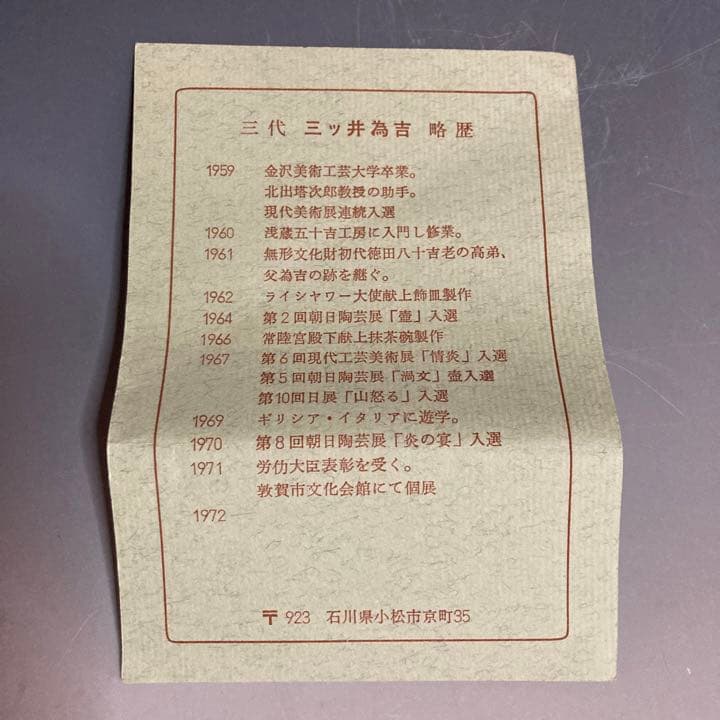 三代 三ッ井為吉 略歴
1959 金沢美術工芸大学卒業。
北出塔次郎教授の助手。
現代美術展連続入選
1960 浅蔵五十吉工房に入門し修業。
1961 無形文化財初代徳田八十吉老の高弟、
父為吉の跡を継ぐ。
1962 ライシャワー大使献上飾皿製作
1964 第2回朝日陶芸展「壺」入選
1966 常陸宮殿下献上抹茶碗製作
1967 第6回現代工芸美術展「情炎」入選
第5回朝日陶芸展「渦文」壺入選
第10回日展「山怒る」入選
1969 ギリシア・イタリアに遊学。
1970 第8回朝日陶芸展「炎の宴」入選
1971 労仂大臣表彰を受く。
敦賀市文化会館にて個展
1972
〒923 石川県小松市京町35